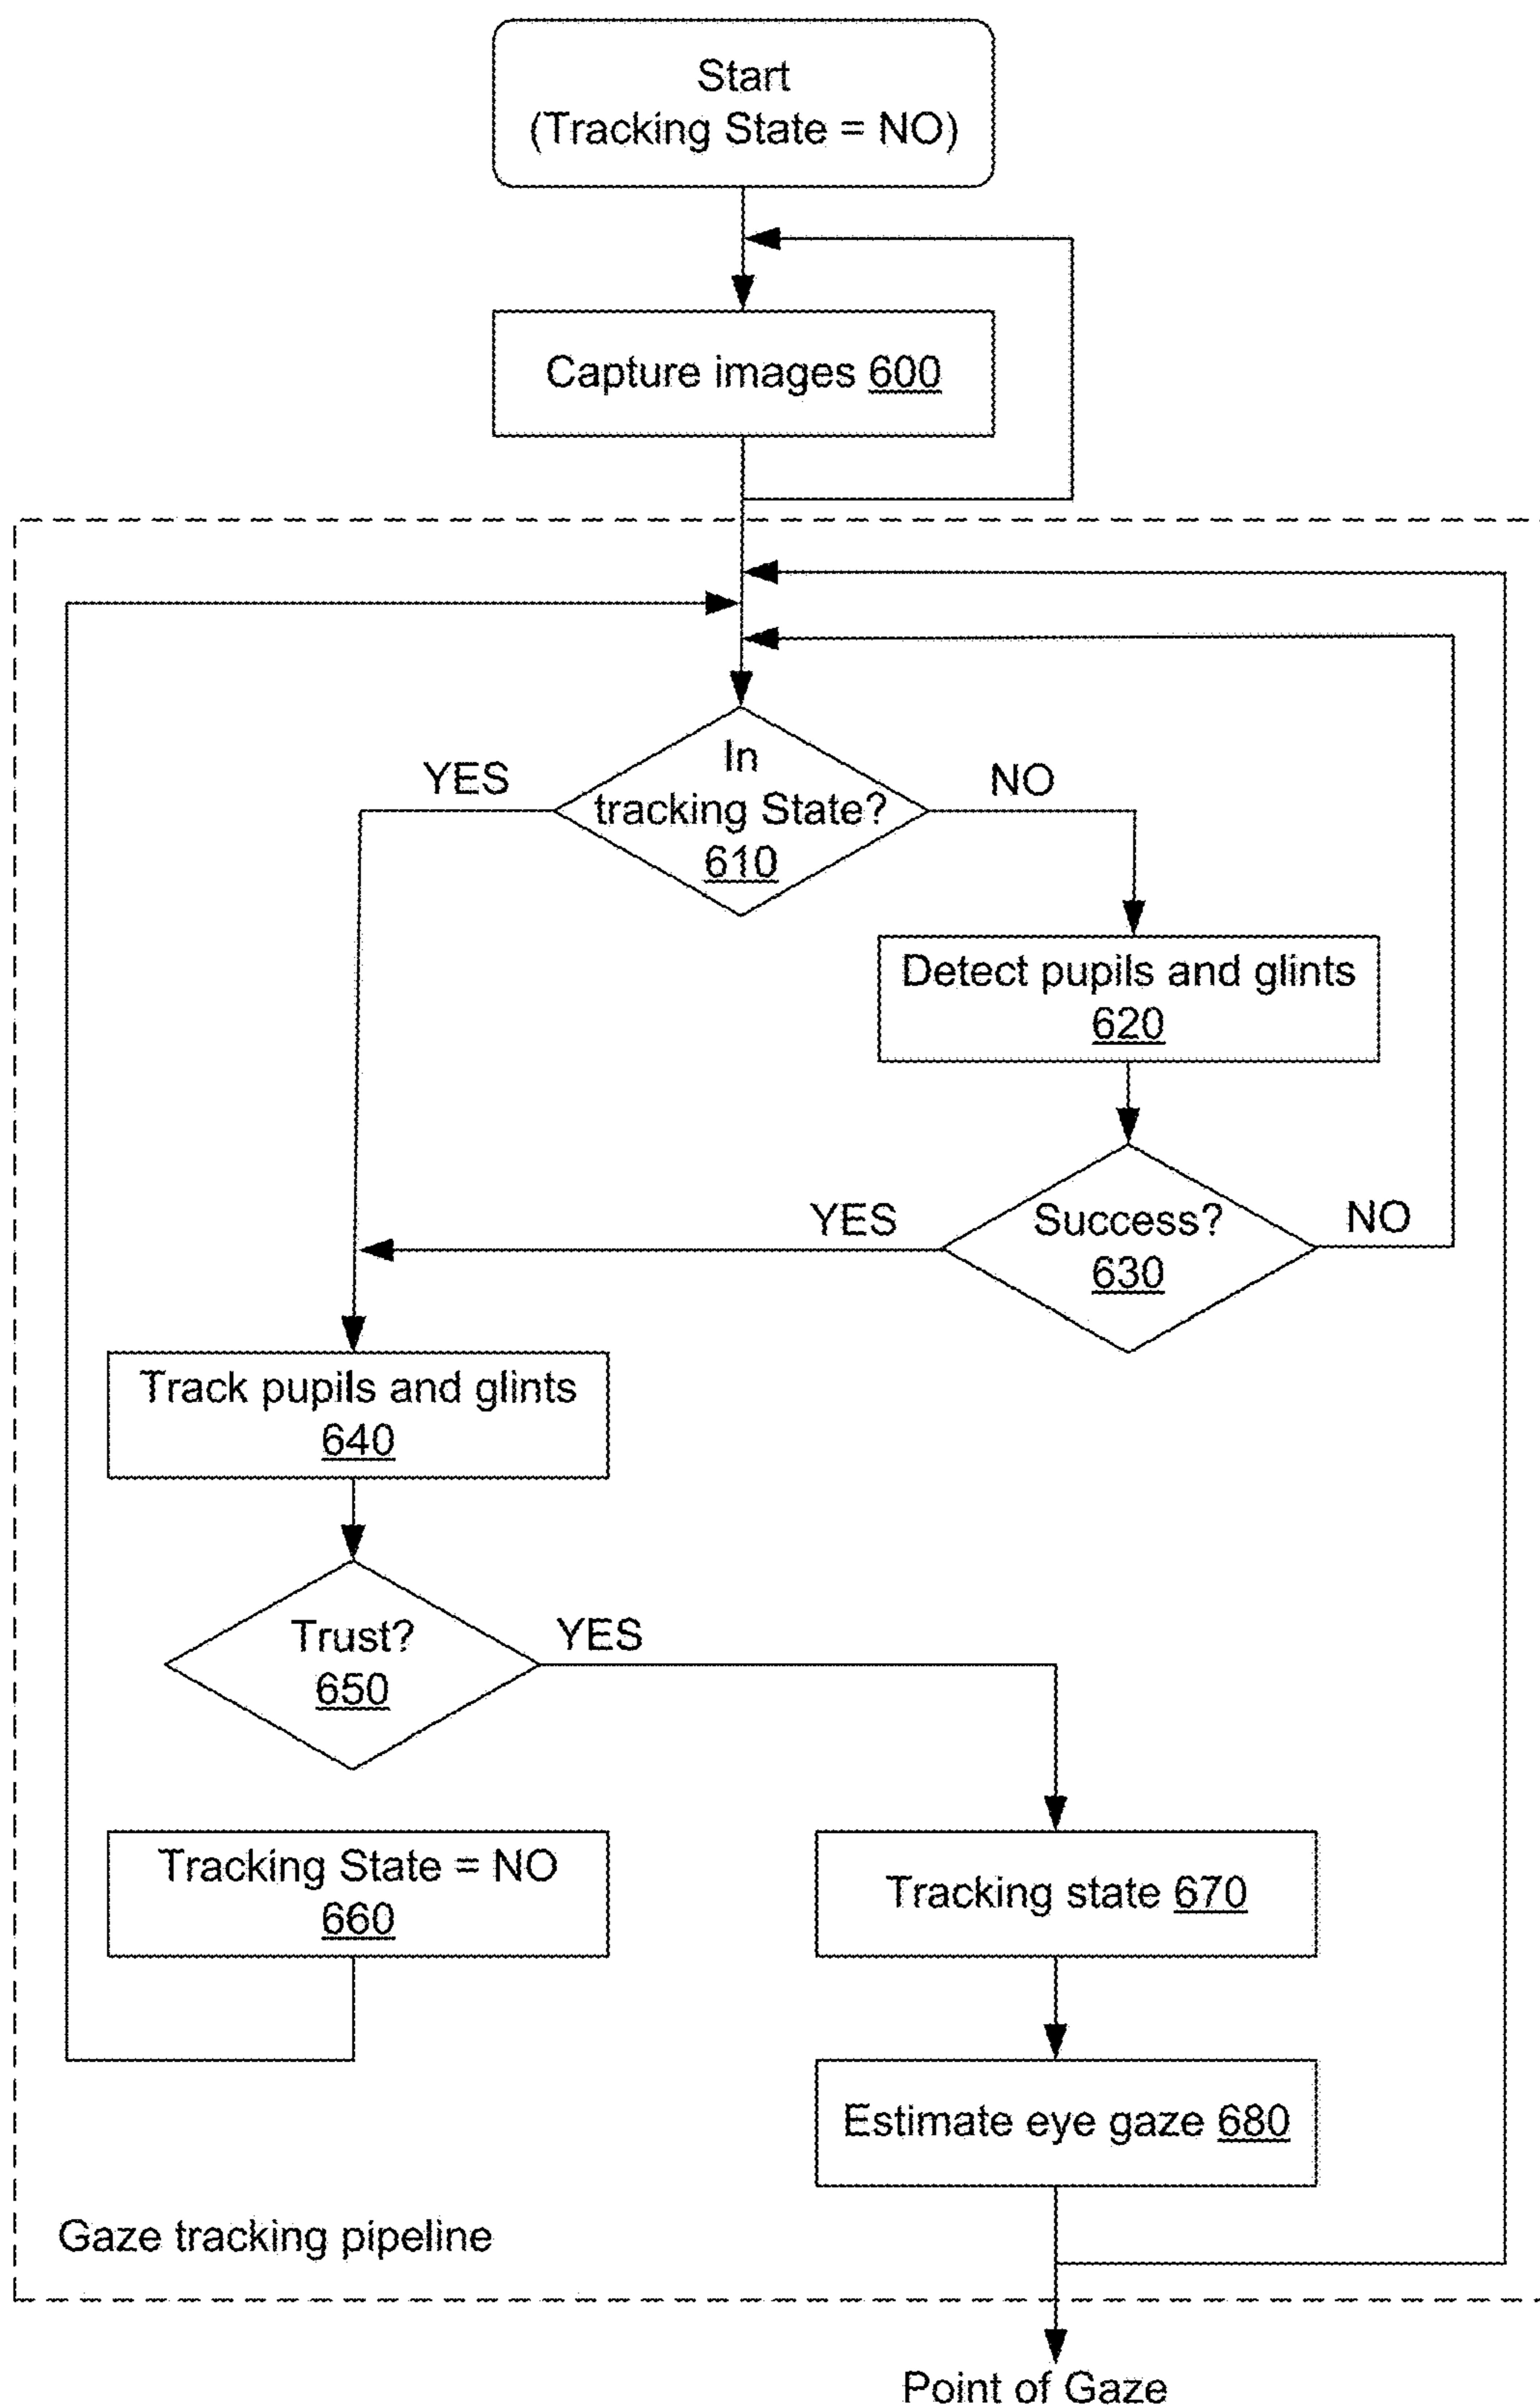 Start
(Tracking State = NO)
Capture images 600
In
tracking State?
610
YES
NO
Detect pupils and glints
620
Success?
630
YES
NO
Track pupils and glints
640
Trust?
650
YES
Tracking State = NO
660
Tracking state 670
Estimate eye gaze 680
Gaze tracking pipeline
Point of Gaze